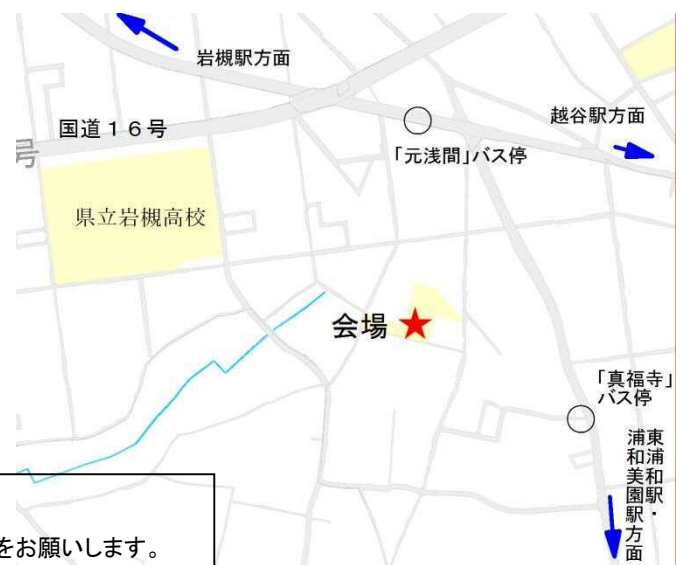 岩槻駅方面
国道１６号
号
越谷駅方面
「元浅間」バス停
県立岩槻高校
会場
「真福寺」
バス停
東浦和駅・
浦和美園駅方面
をお願いします。